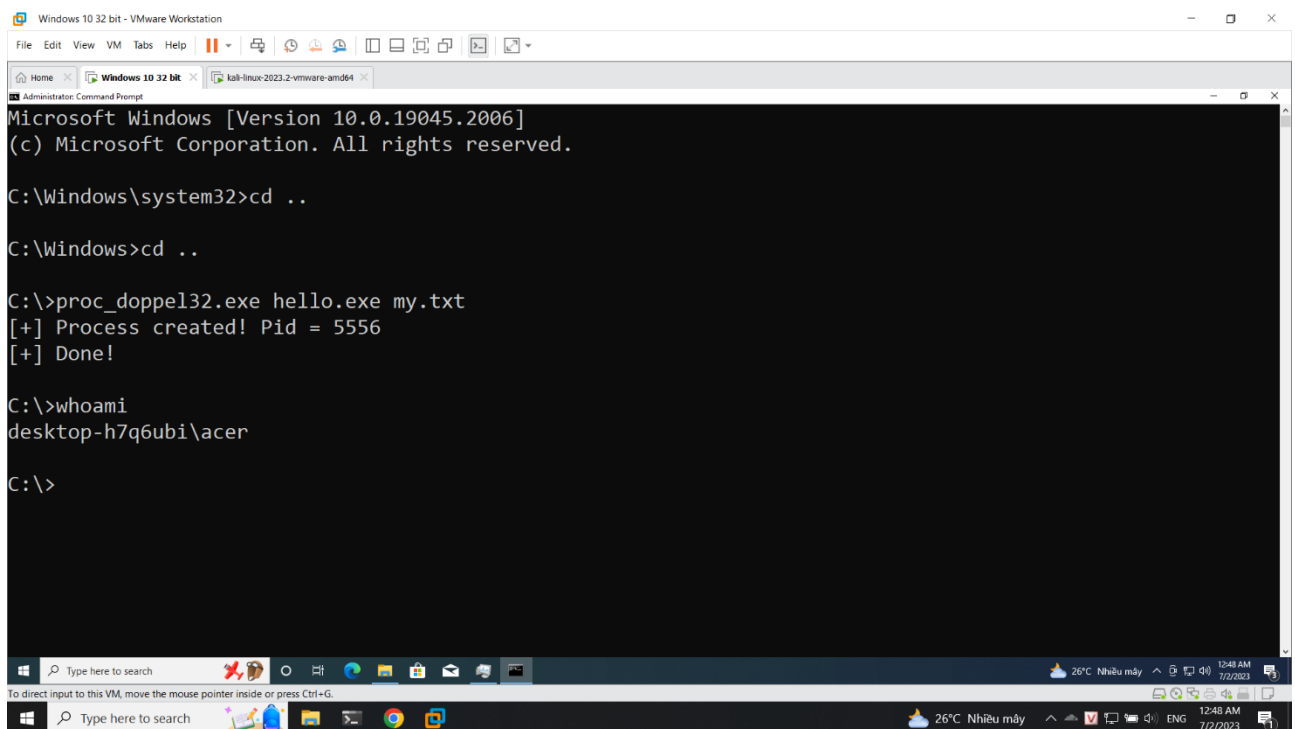 Windows 10 32 bit - VMware Workstation
File Edit View VM Tabs Help
Home Windows 10 32 bit kali-linux-2023.2-vmware-amd64
Administrator: Command Prompt
Microsoft Windows [Version 10.0.19045.2006]
(c) Microsoft Corporation. All rights reserved.
C:\Windows\system32>cd ..
C:\Windows>cd ..
C:\>proc_doppel32.exe hello.exe my.txt
[+] Process created! Pid = 5556
[+] Done!
C:\>whoami
desktop-h7q6ubi\acer
C:\>
Type here to search 26°C Nhiều mây 12:48 AM
7/2/2023
To direct input to this VM, move the mouse pointer inside or press Ctrl+G.
Type here to search 26°C Nhiều mây V ENG 12:48 AM
7/2/2023